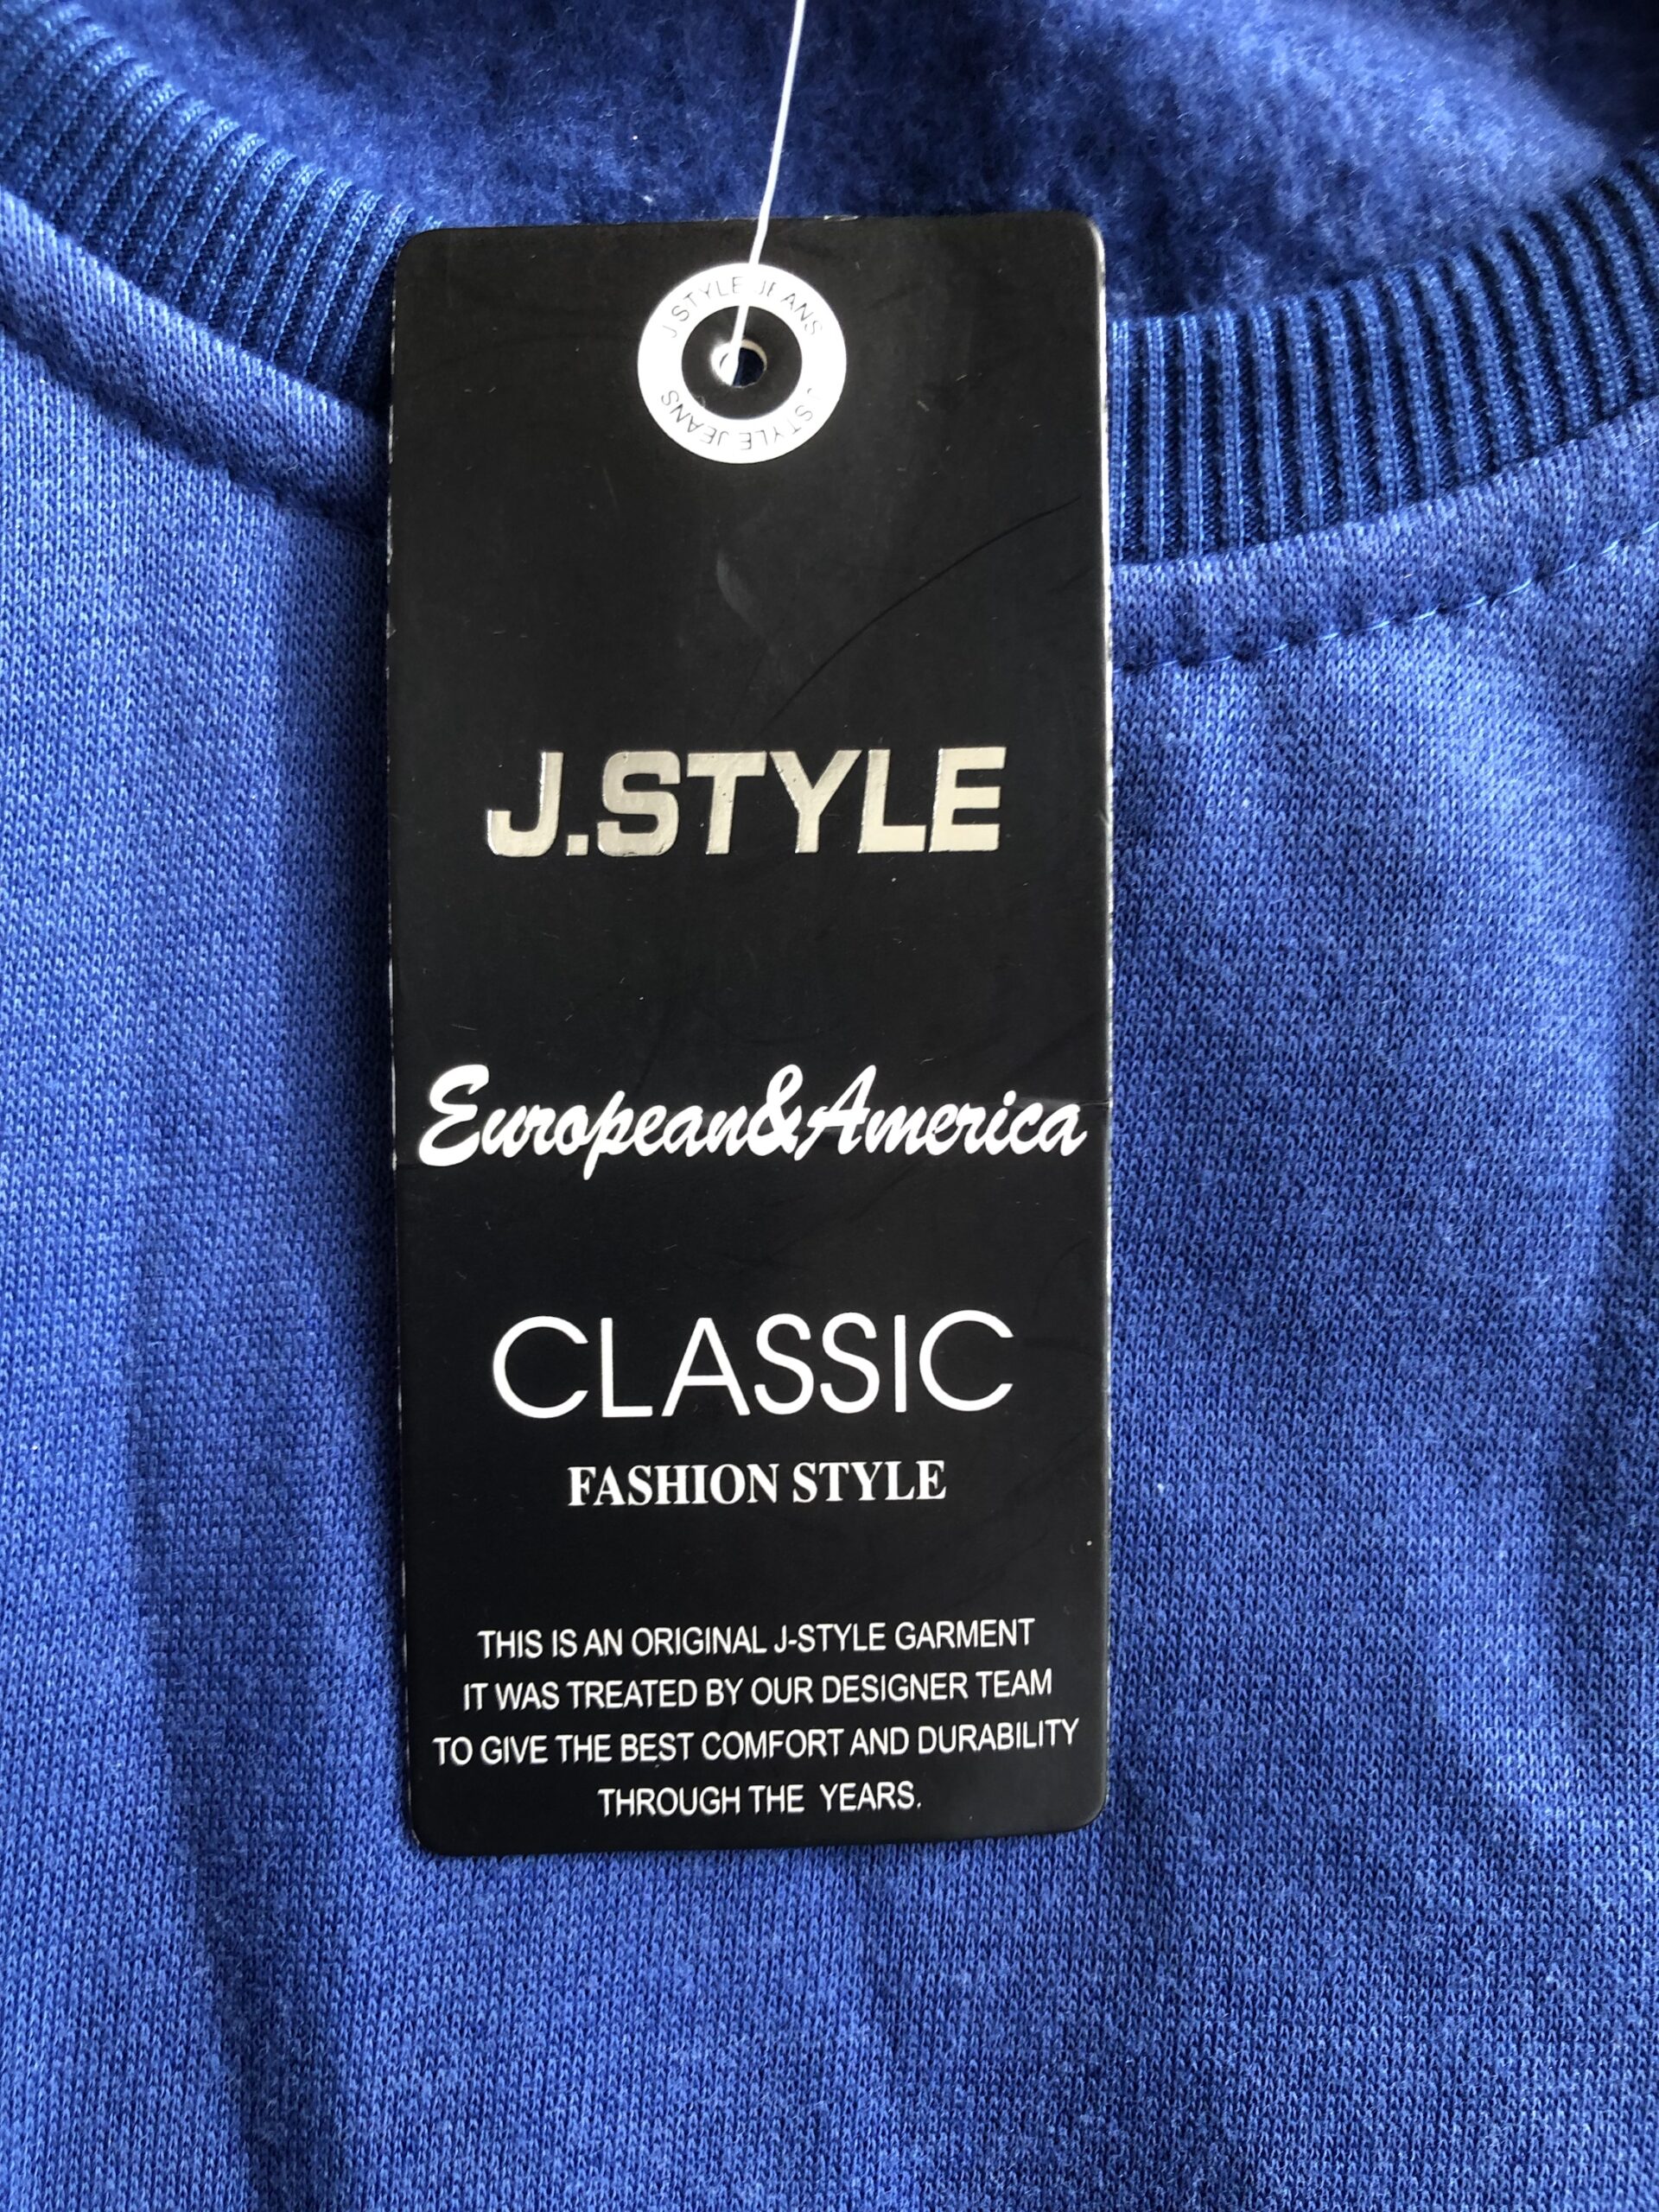 J STYLE JEANS
J STYLE JEANS
J.STYLE
European&America
CLASSIC
FASHION STYLE
THIS IS AN ORIGINAL J-STYLE GARMENT
IT WAS TREATED BY OUR DESIGNER TEAM
TO GIVE THE BEST COMFORT AND DURABILITY
THROUGH THE YEARS.